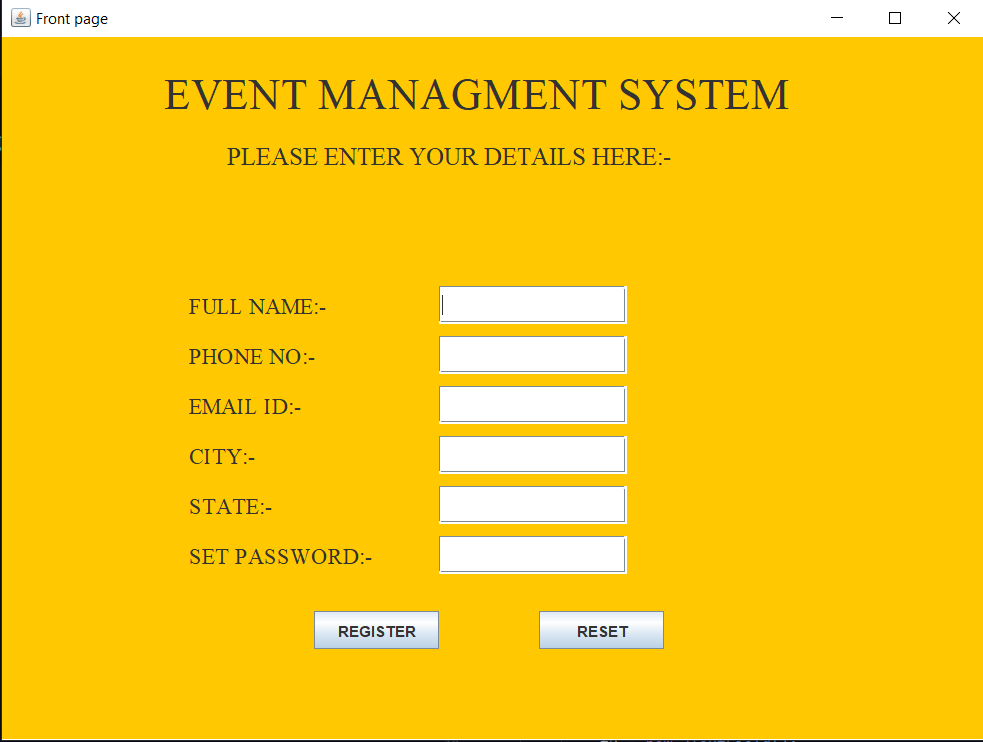 Front page
EVENT MANAGMENT SYSTEM
PLEASE ENTER YOUR DETAILS HERE:-
FULL NAME:-
PHONE NO:-
EMAIL ID:-
CITY:-
STATE:-
SET PASSWORD:-
REGISTER RESET